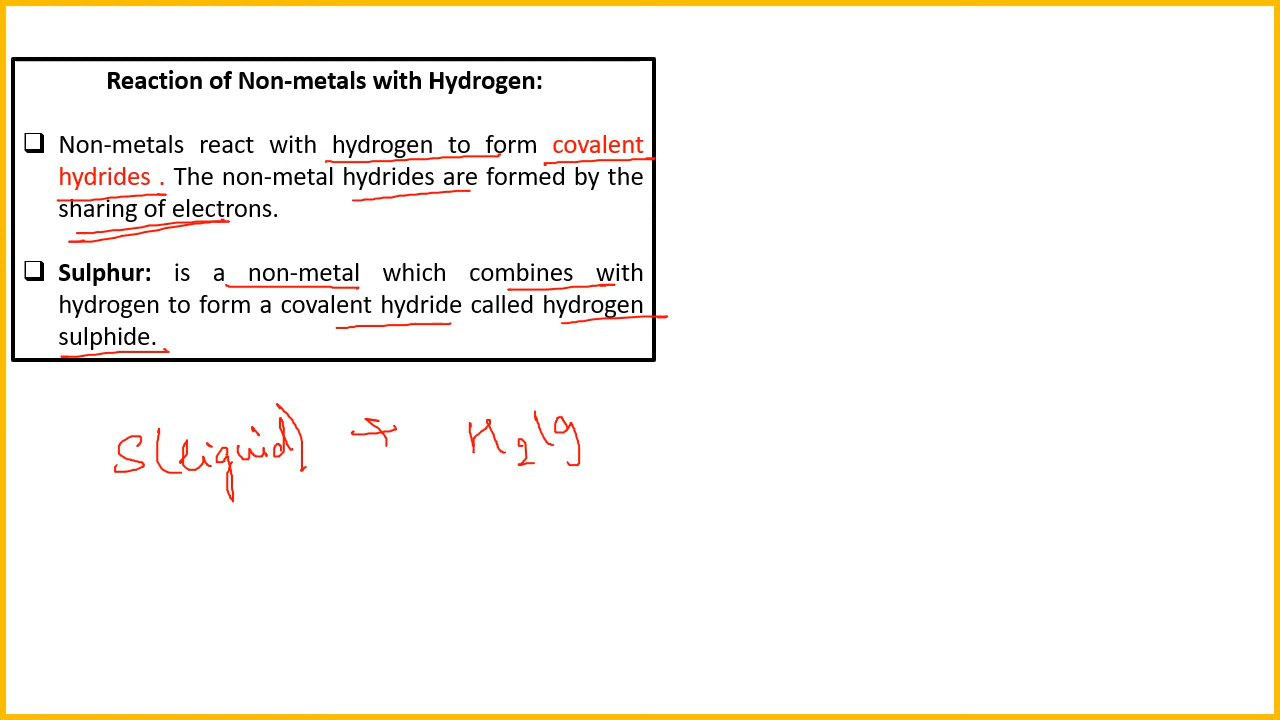 Reaction of Non-metals with Hydrogen:
❑ Non-metals react with hydrogen to form covalent
hydrides . The non-metal hydrides are formed by the
sharing of electrons.
❑ Sulphur: is a non-metal which combines with
hydrogen to form a covalent hydride called hydrogen
sulphide.
S(liquid) + H2(g